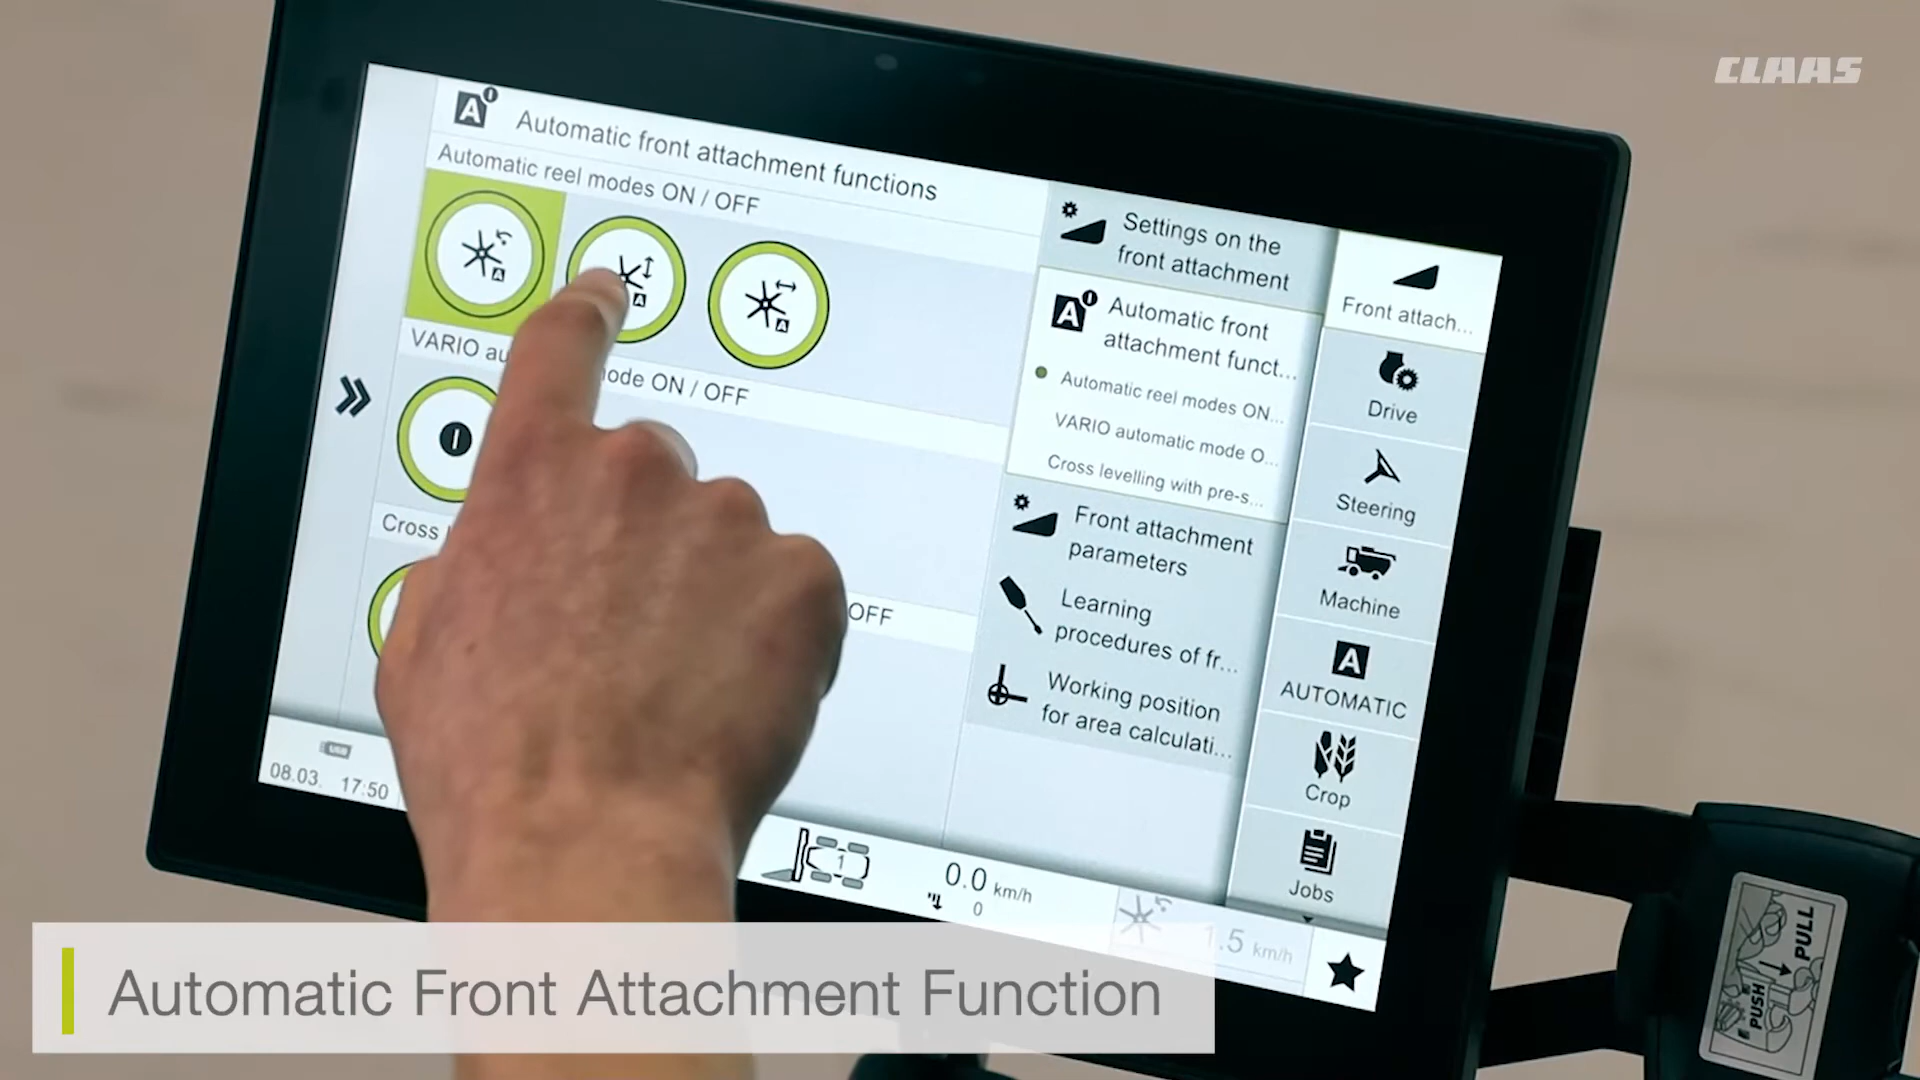 CLAAS
A
Automatic front attachment functions
Automatic reel modes ON / OFF
A
A
A
VARIO au
ode ON / OFF
Cross
OFF
Settings on the
front attachment
A
Automatic front
attachment funct...
Automatic reel modes ON...
VARIO automatic mode O...
Cross levelling with pre-s...
Front attachment
parameters
Learning
procedures of fr...
Working position
for area calculati...
Front attach...
Drive
Steering
Machine
A
AUTOMATIC
Crop
Jobs
USB
08.03. 17:50
1
0.0 km/h
0
1.5 km/h
PULL
PUSH
Automatic Front Attachment Function